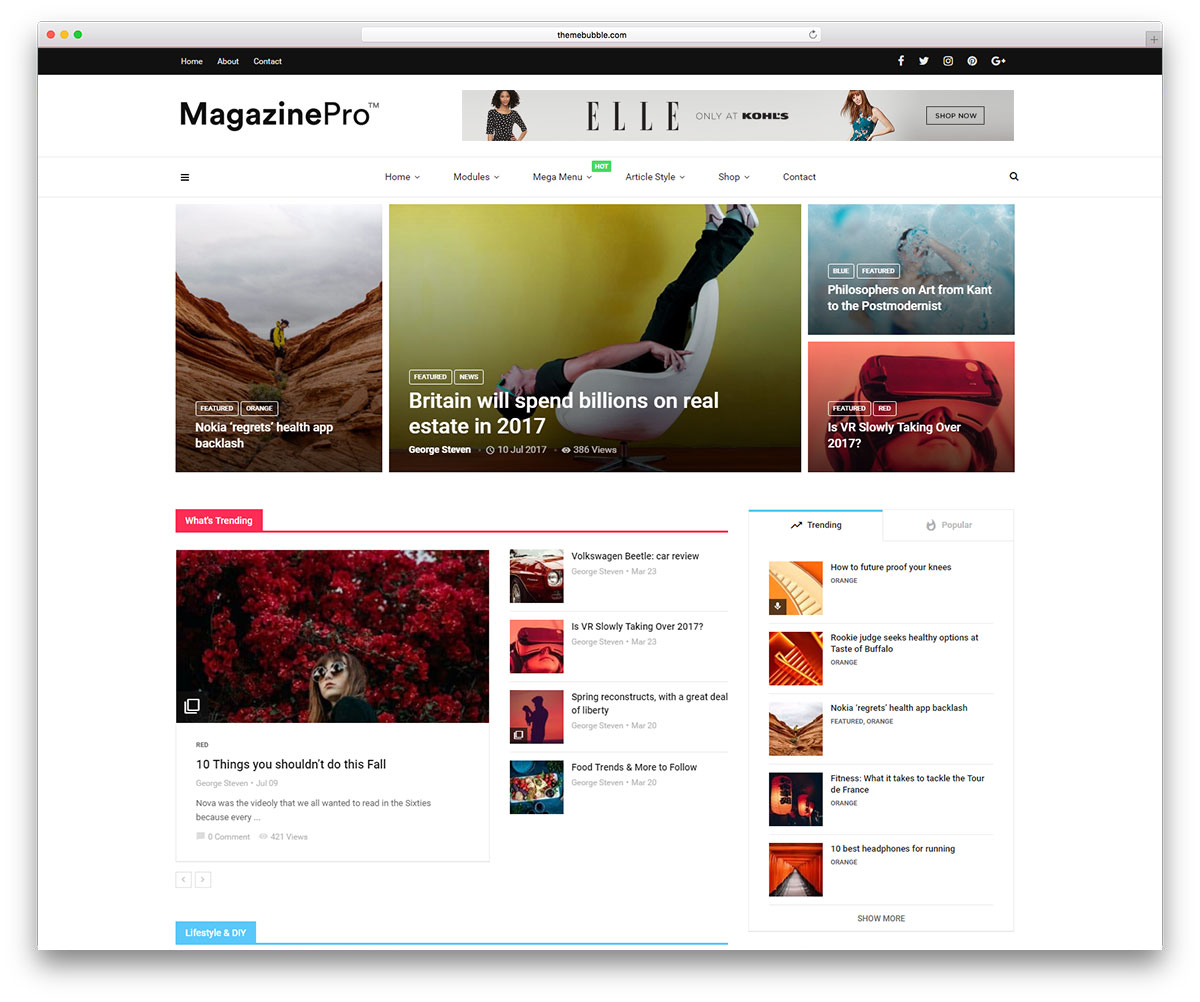 themebubble.com
Home About Contact
MagazinePro™
ELLE ONLY AT KOHL'S SHOP NOW
HOT
Home Modules Mega Menu Article Style Shop Contact
FEATURED ORANGE
Nokia ‘regrets’ health app
backlash
FEATURED NEWS
Britain will spend billions on real
estate in 2017
George Steven • 10 Jul 2017 • 386 Views
BLUE FEATURED
Philosophers on Art from Kant
to the Postmodernist
FEATURED RED
Is VR Slowly Taking Over
2017?
What's Trending
RED
10 Things you shouldn’t do this Fall
George Steven • Jul 09
Nova was the videoly that we all wanted to read in the Sixties
because every ...
0 Comment 421 Views
Volkswagen Beetle: car review
George Steven • Mar 23
Is VR Slowly Taking Over 2017?
George Steven • Mar 23
Spring reconstructs, with a great deal
of liberty
George Steven • Mar 20
Food Trends & More to Follow
George Steven • Mar 20
Trending Popular
How to future proof your knees
ORANGE
Rookie judge seeks healthy options at
Taste of Buffalo
ORANGE
Nokia ‘regrets’ health app backlash
FEATURED, ORANGE
Fitness: What it takes to tackle the Tour
de France
ORANGE
10 best headphones for running
ORANGE
SHOW MORE
Lifestyle & DIY